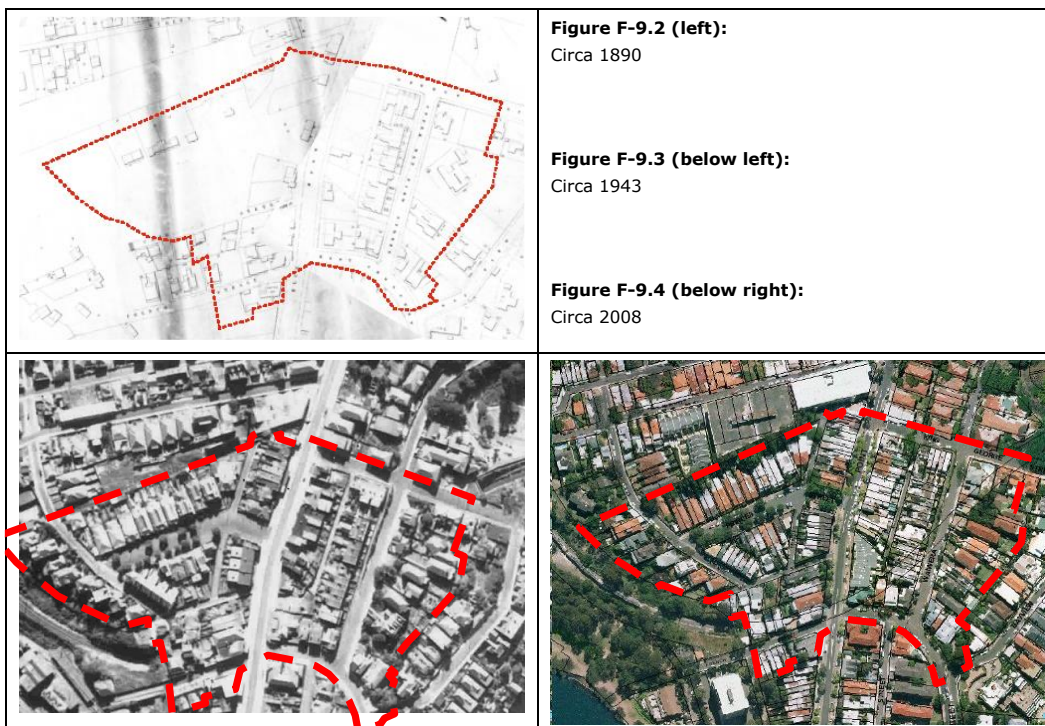 Figure F-9.2 (left):
Circa 1890
Figure F-9.3 (below left):
Circa 1943
Figure F-9.4 (below right):
Circa 2008